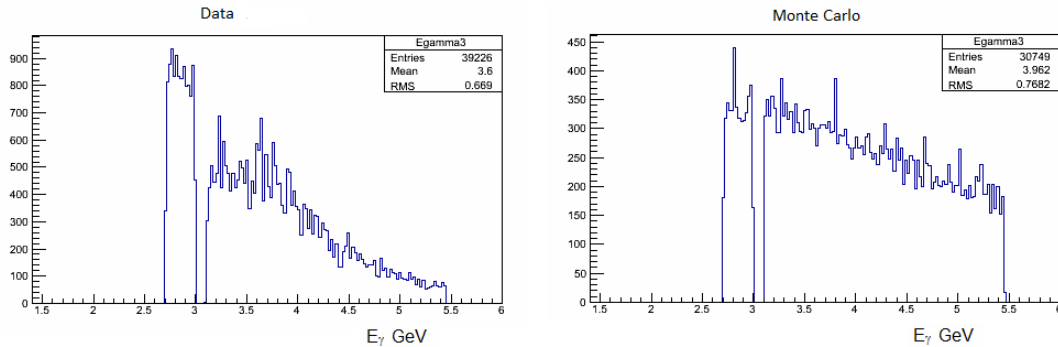 Data
Egamma3
Entries 39226
Mean 3.6
RMS 0.669
900
800
700
600
500
400
300
200
100
0
1.5 2 2.5 3 3.5 4 4.5 5 5.5 6
Eγ GeV
Monte Carlo
Egamma3
Entries 30749
Mean 3.962
RMS 0.7682
450
400
350
300
250
200
150
100
50
0
1.5 2 2.5 3 3.5 4 4.5 5 5.5 6
Eγ GeV